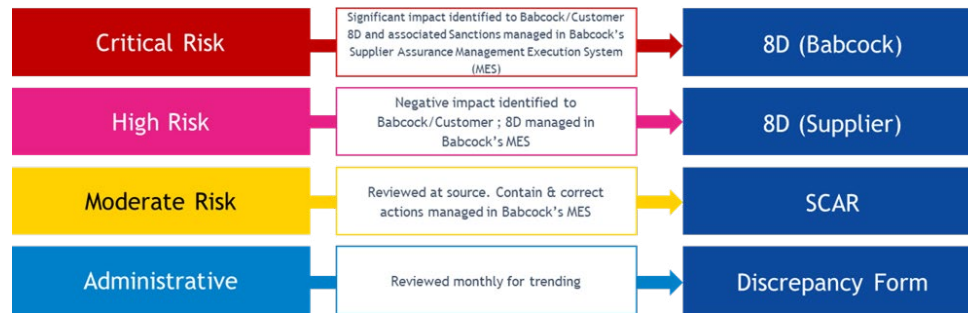 Critical Risk
Significant impact identified to Babcock/Customer
8D and associated Sanctions managed in Babcock's
Supplier Assurance Management Execution System
(MES)
8D (Babcock)
High Risk
Negative impact identified to
Babcock/Customer ; 8D managed in
Babcock's MES
8D (Supplier)
Moderate Risk
Reviewed at source. Contain & correct
actions managed in Babcock's MES
SCAR
Administrative
Reviewed monthly for trending
Discrepancy Form